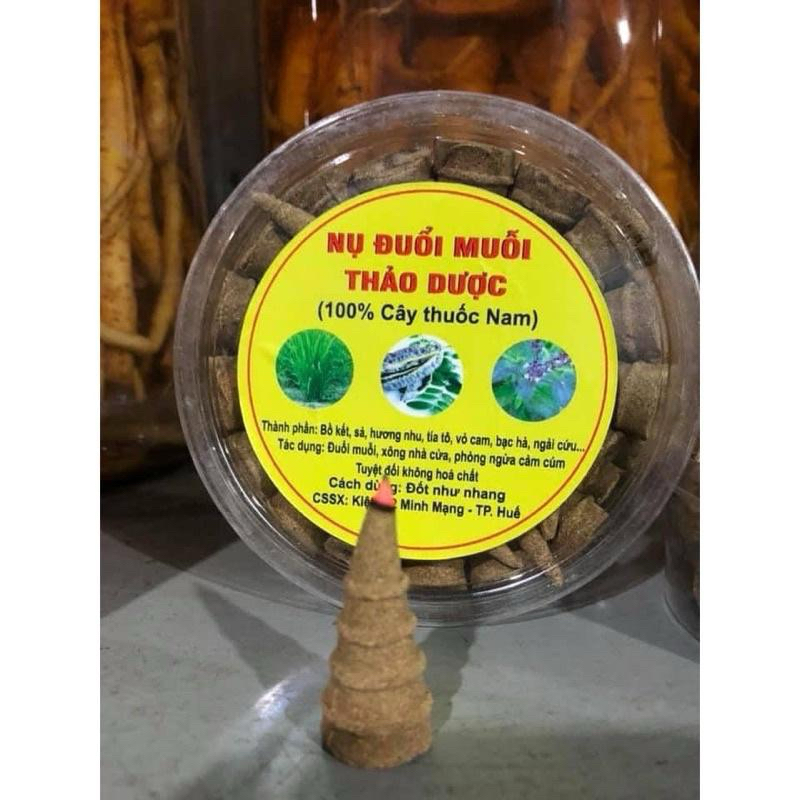 NỤ ĐUỔI MUỖI
THẢO DƯỢC
(100% Cây thuốc Nam)
Thành phần: Bồ kết, sả, hương nhu, tía tô, vỏ cam, bạc hà, ngải cứu...
Tác dụng: Đuổi muỗi, xông nhà cửa, phòng ngừa cảm cúm
Tuyệt đối không hoá chất
Cách dùng: Đốt như nhang
CSSX: Minh Mạng - TP. Huế